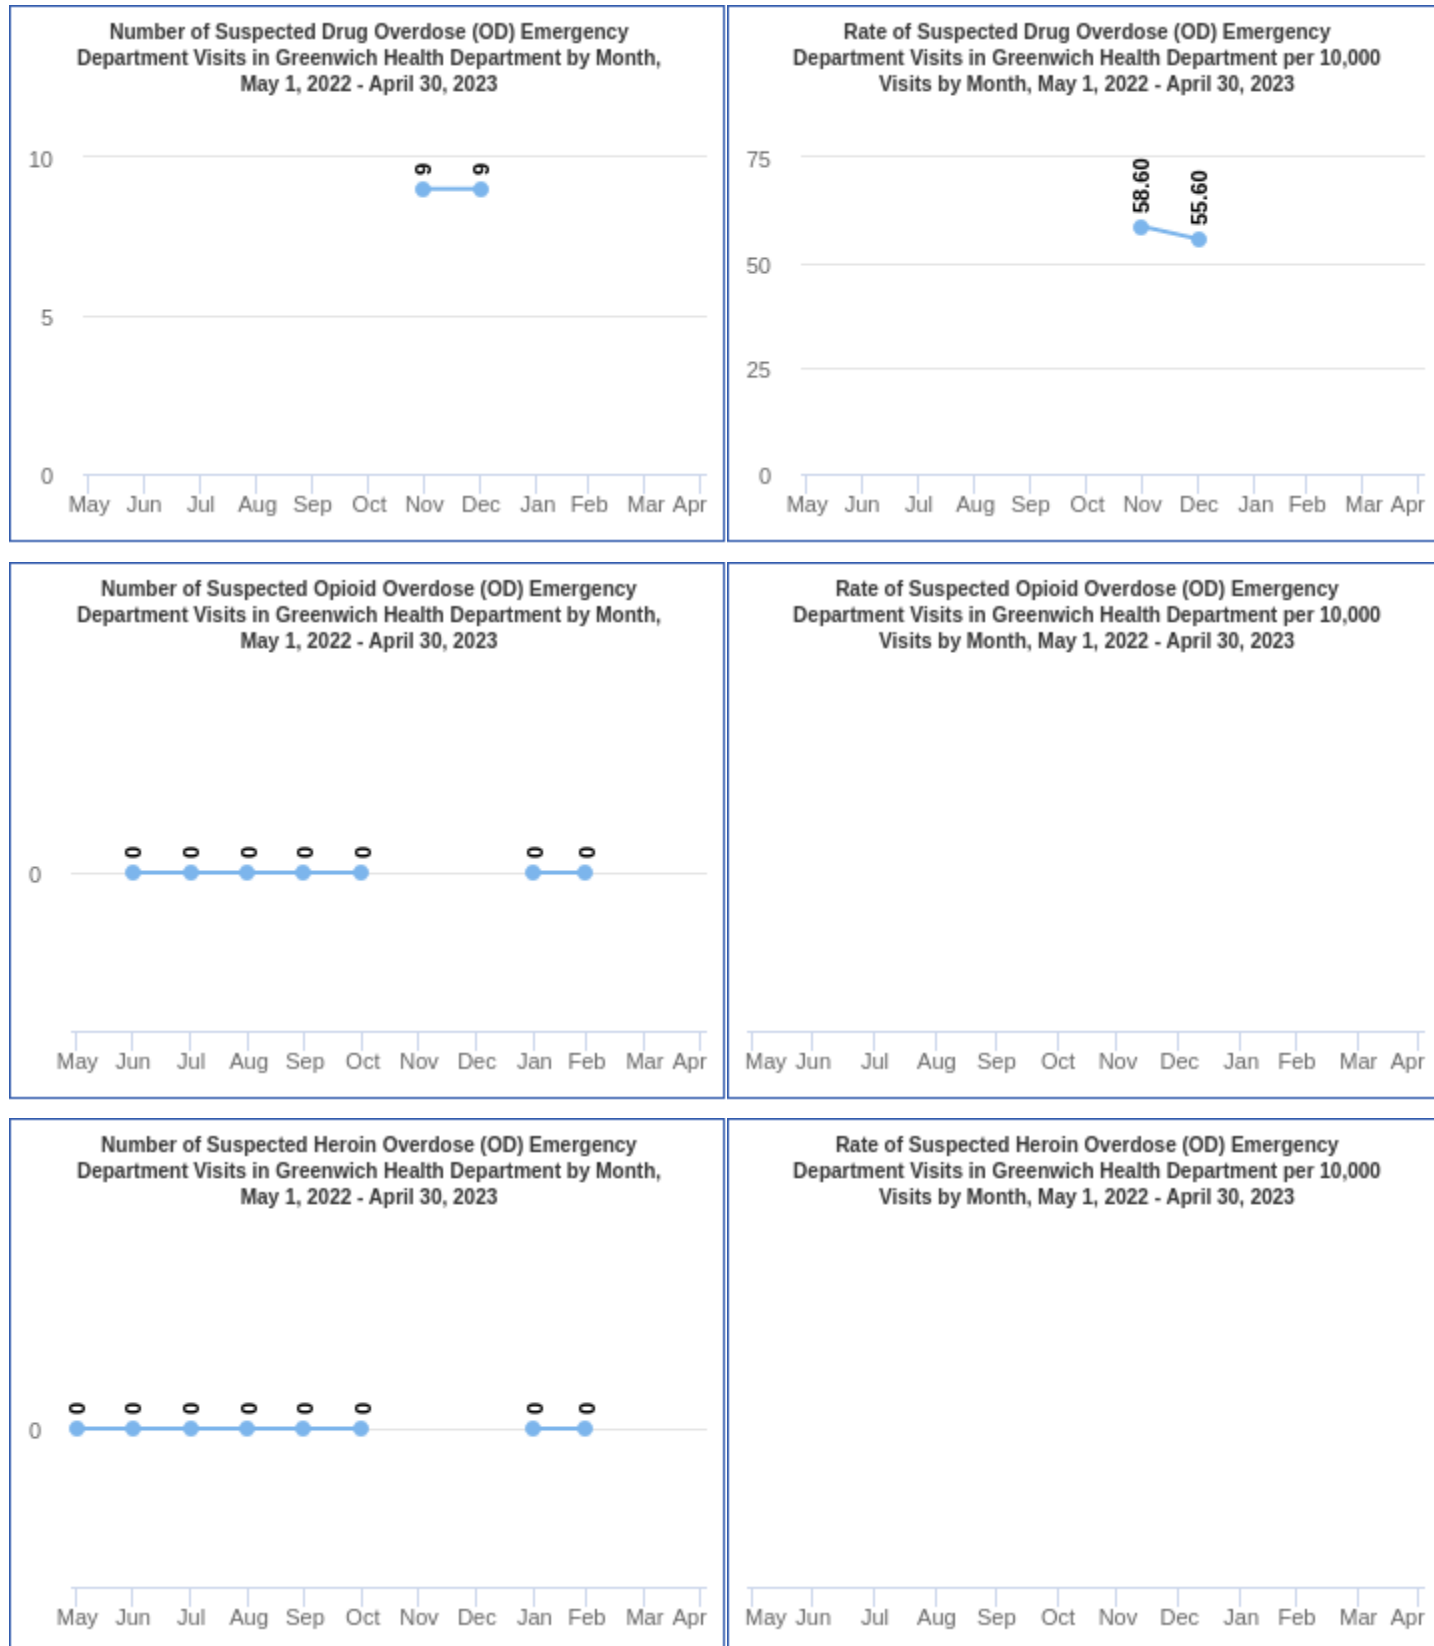 Number of Suspected Drug Overdose (OD) Emergency
Department Visits in Greenwich Health Department by Month,
May 1, 2022 - April 30, 2023
10
9 9
5
0
May Jun Jul Aug Sep Oct Nov Dec Jan Feb Mar Apr
Rate of Suspected Drug Overdose (OD) Emergency
Department Visits in Greenwich Health Department per 10,000
Visits by Month, May 1, 2022 - April 30, 2023
75
58.60 55.60
50
25
0
May Jun Jul Aug Sep Oct Nov Dec Jan Feb Mar Apr
Number of Suspected Opioid Overdose (OD) Emergency
Department Visits in Greenwich Health Department by Month,
May 1, 2022 - April 30, 2023
0 0 0 0 0 0 0
0
May Jun Jul Aug Sep Oct Nov Dec Jan Feb Mar Apr
Rate of Suspected Opioid Overdose (OD) Emergency
Department Visits in Greenwich Health Department per 10,000
Visits by Month, May 1, 2022 - April 30, 2023
May Jun Jul Aug Sep Oct Nov Dec Jan Feb Mar Apr
Number of Suspected Heroin Overdose (OD) Emergency
Department Visits in Greenwich Health Department by Month,
May 1, 2022 - April 30, 2023
0 0 0 0 0 0 0 0
0
May Jun Jul Aug Sep Oct Nov Dec Jan Feb Mar Apr
Rate of Suspected Heroin Overdose (OD) Emergency
Department Visits in Greenwich Health Department per 10,000
Visits by Month, May 1, 2022 - April 30, 2023
May Jun Jul Aug Sep Oct Nov Dec Jan Feb Mar Apr